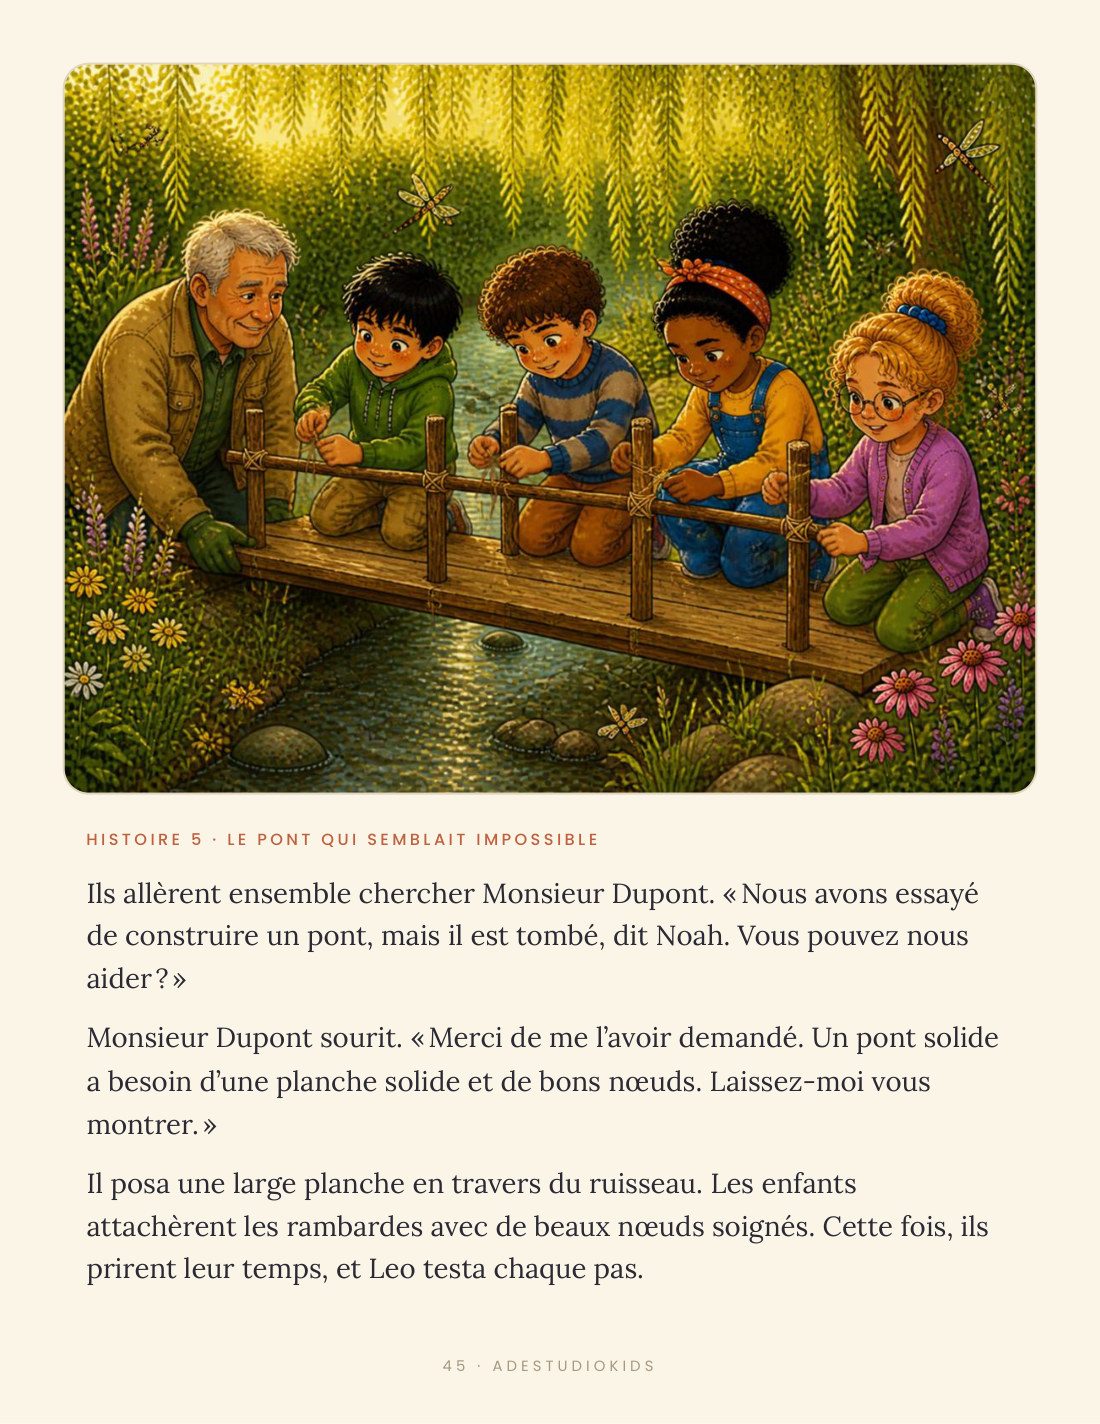 HISTOIRE 5 · LE PONT QUI SEMBLAIT IMPOSSIBLE
Ils allèrent ensemble chercher Monsieur Dupont. « Nous avons essayé
de construire un pont, mais il est tombé, dit Noah. Vous pouvez nous
aider ? »
Monsieur Dupont sourit. « Merci de me l’avoir demandé. Un pont solide
a besoin d’une planche solide et de bons nœuds. Laissez-moi vous
montrer. »
Il posa une large planche en travers du ruisseau. Les enfants
attachèrent les rambardes avec de beaux nœuds soignés. Cette fois, ils
prirent leur temps, et Leo testa chaque pas.
45 · ADESTUDIOKIDS